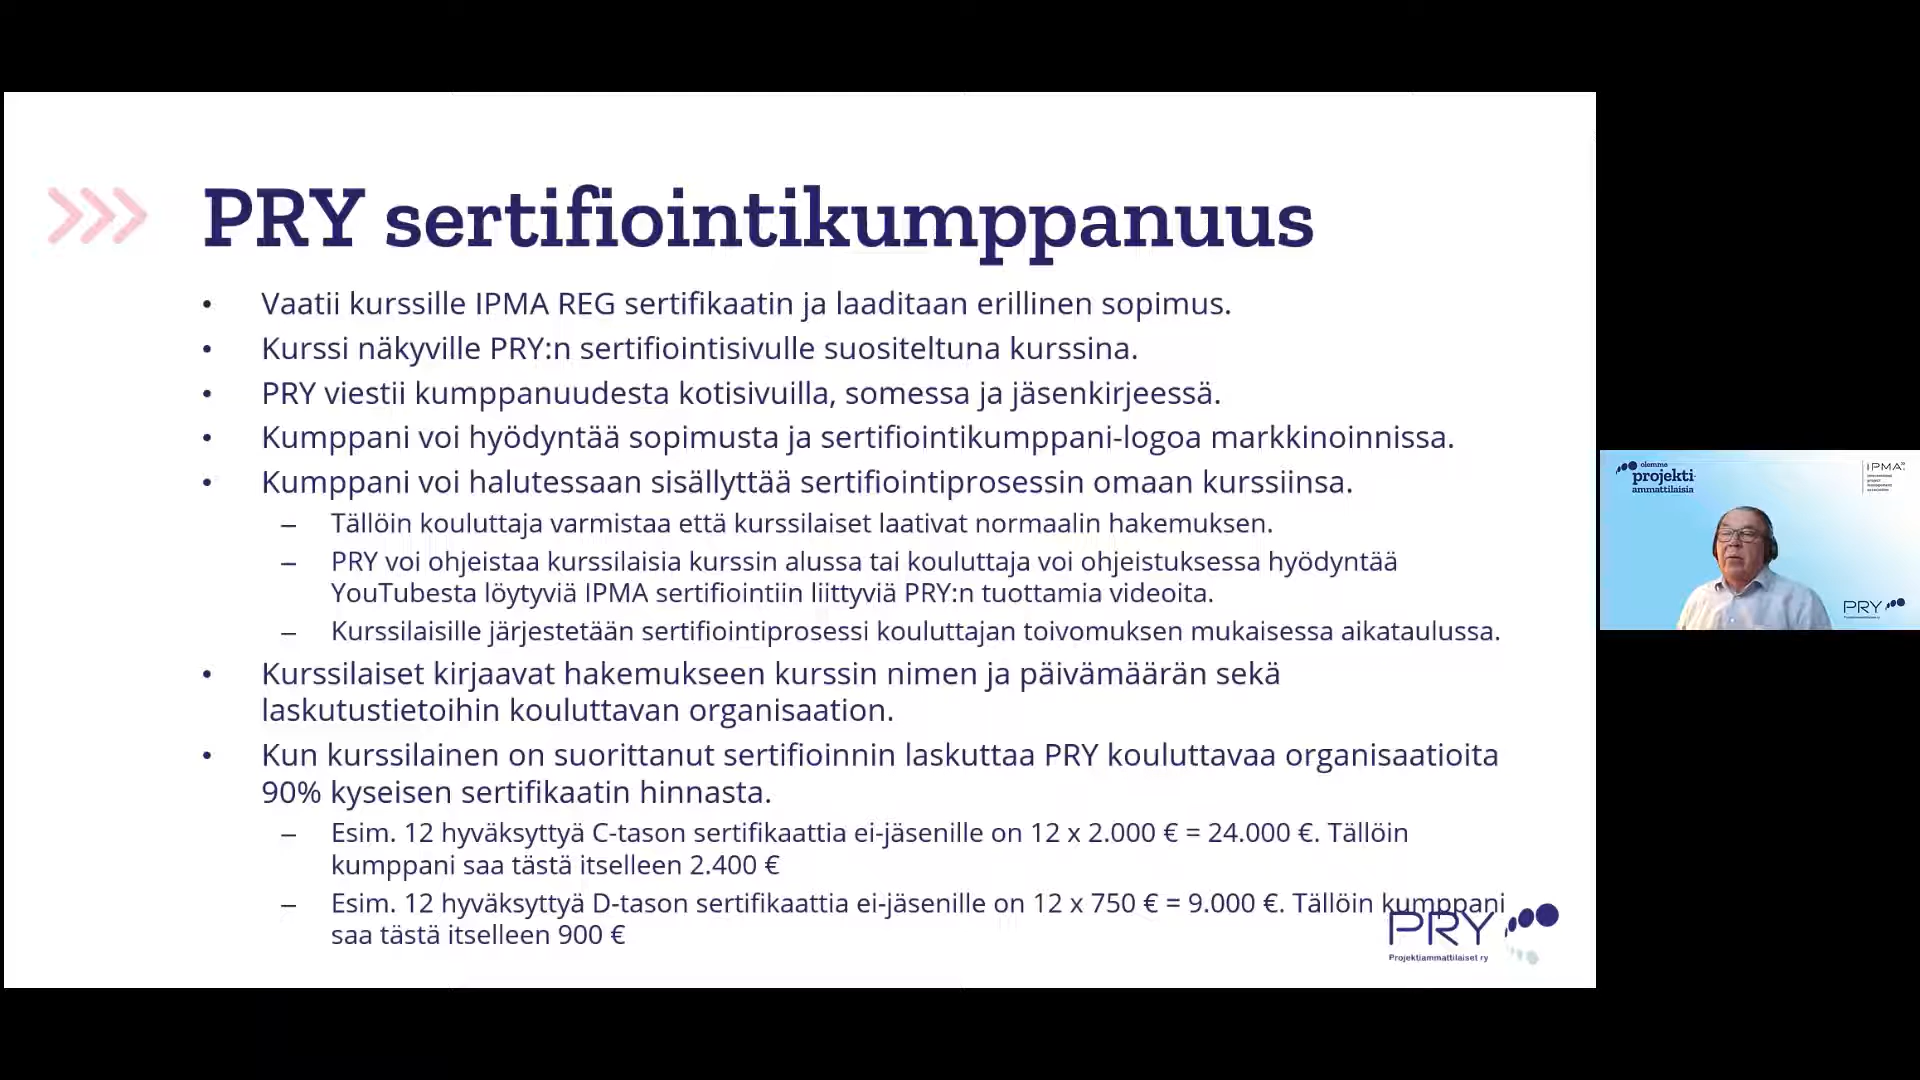 PRY sertifiointikumppanuus
• Vaatii kurssille IPMA REG sertifikaatin ja laaditaan erillinen sopimus.
• Kurssi näkyville PRY:n sertifiointisivulle suositeltuna kurssina.
• PRY viestii kumppanuudesta kotisivuilla, somessa ja jäsenkirjeessä.
• Kumppani voi hyödyntää sopimusta ja sertifiointikumppani-logoa markkinoinnissa.
• Kumppani voi halutessaan sisällyttää sertifiointiprosessin omaan kurssiinsa.
– Tällöin kouluttaja varmistaa että kurssilaiset laativat normaalin hakemuksen.
– PRY voi ohjeistaa kurssilaisia kurssin alussa tai kouluttaja voi ohjeistuksessa hyödyntää
YouTubesta löytyviä IPMA sertifiointiin liittyviä PRY:n tuottamia videoita.
– Kurssilaisille järjestetään sertifiointiprosessi kouluttajan toivomuksen mukaisessa aikataulussa.
• Kurssilaiset kirjaavat hakemukseen kurssin nimen ja päivämäärän sekä
laskutustietoihin kouluttavan organisaation.
• Kun kurssilainen on suorittanut sertifioinnin laskuttaa PRY kouluttavaa organisaatioita
90% kyseisen sertifikaatin hinnasta.
– Esim. 12 hyväksyttyä C-tason sertifikaattia ei-jäsenille on 12 x 2.000 € = 24.000 €. Tällöin
kumppani saa tästä itselleen 2.400 €
– Esim. 12 hyväksyttyä D-tason sertifikaattia ei-jäsenille on 12 x 750 € = 9.000 €. Tällöin kumppani
saa tästä itselleen 900 €
PRY
Projektiammattilaiset ry
olemme
projekti-
ammattilaisia
IPMA
international
project
management
association
PRY